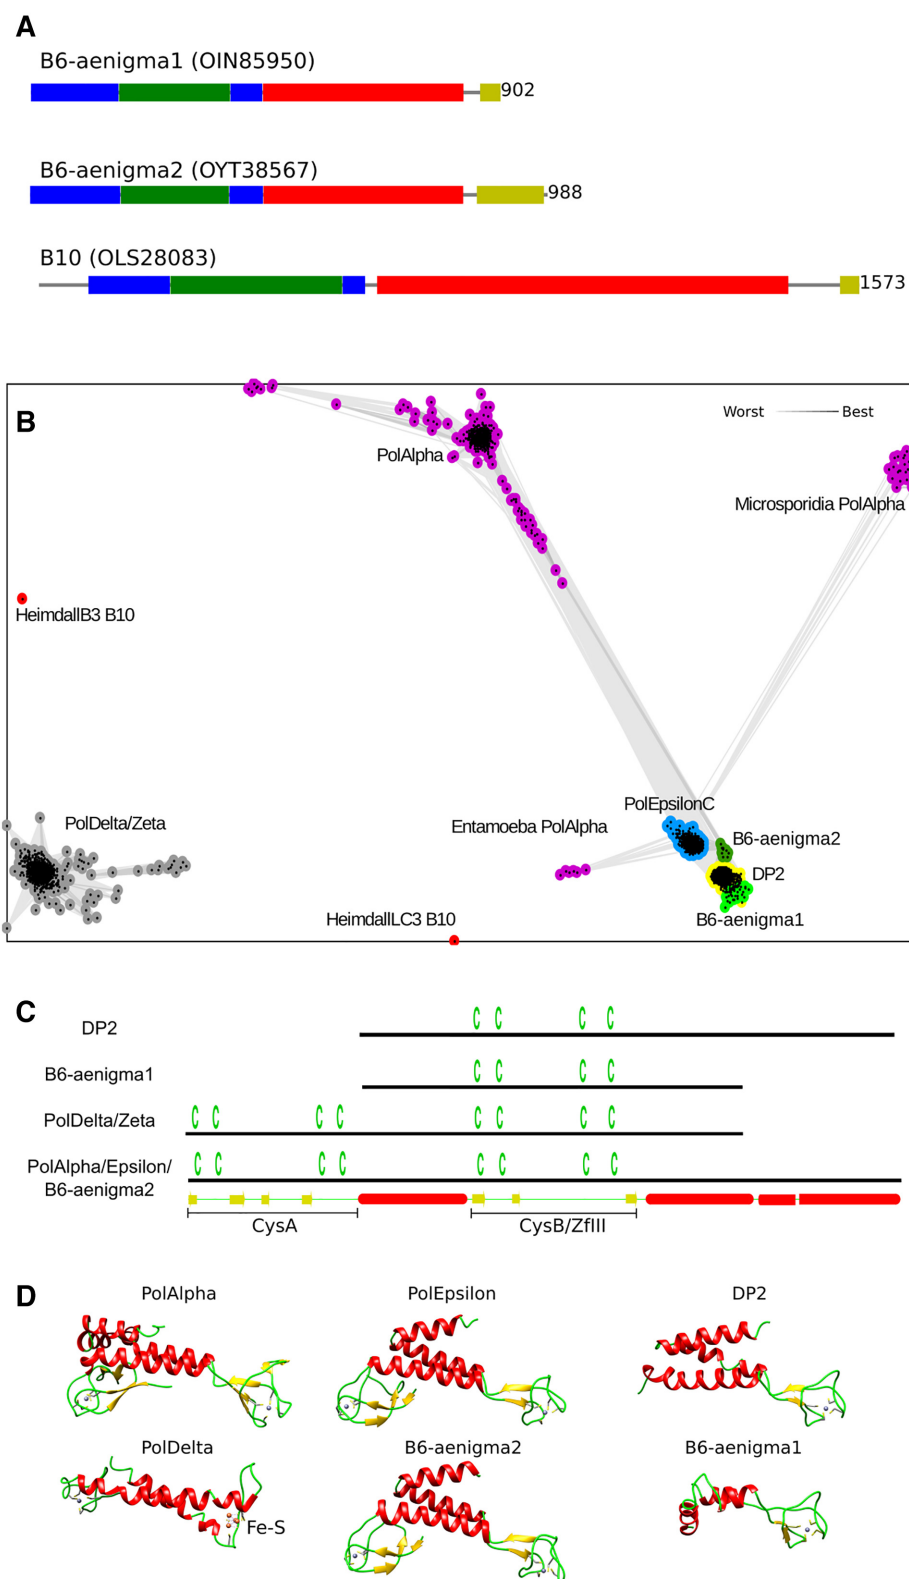 A
B6-aenigma1 (OIN85950)
902
B6-aenigma2 (OYT38567)
988
B10 (OLS28083)
1573
B
Worst
Best
PolAlpha
Microsporidia PolAlpha
HeimdallB3 B10
PolEpsilonC
PolDelta/Zeta
Entamoeba PolAlpha
B6-aenigma2
DP2
HeimdallLC3 B10
B6-aenigma1
C
DP2
C C C C
B6-aenigma1
C C C C
PolDelta/Zeta
C C C C C C C C
PolAlpha/Epsilon/
B6-aenigma2
C C C C C C C C
CysA
CysB/ZfIII
D
PolAlpha
PolEpsilon
DP2
PolDelta
B6-aenigma2
B6-aenigma1
Fe-S